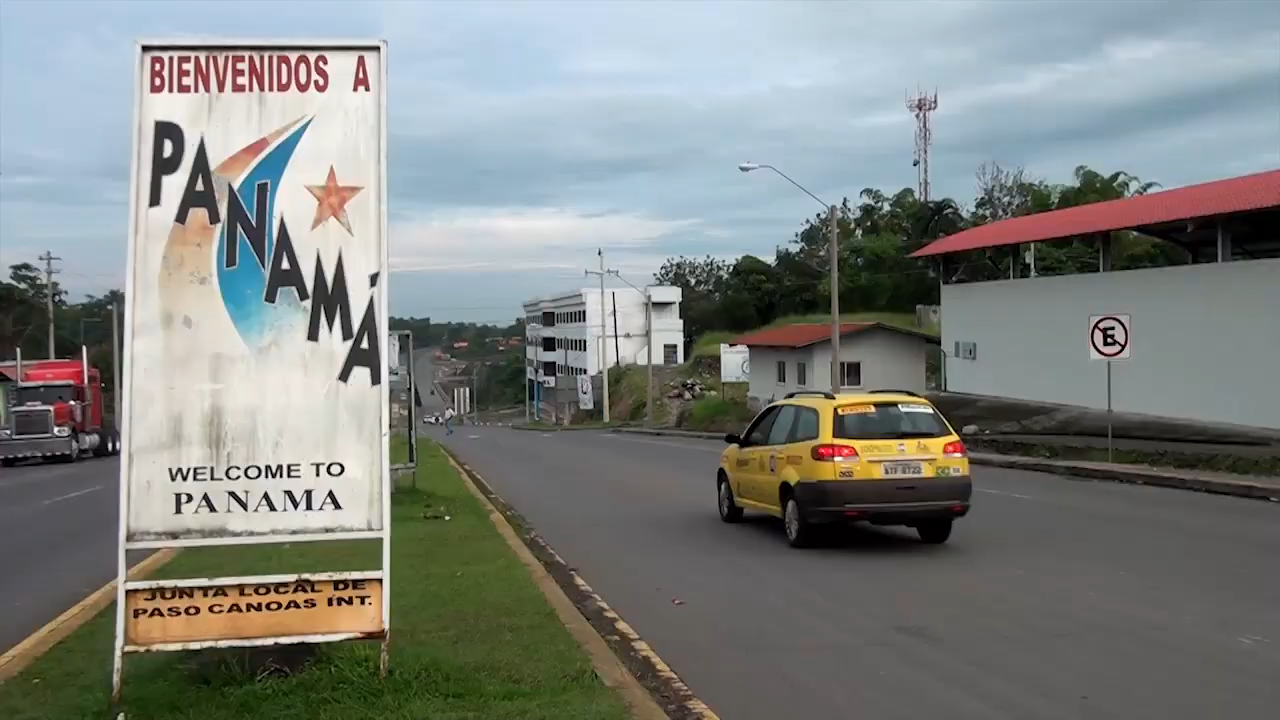 BIENVENIDOS A
PANAMÁ
WELCOME TO
PANAMA
JUNTA LOCAL DE
PASO CANOAS INT.
E